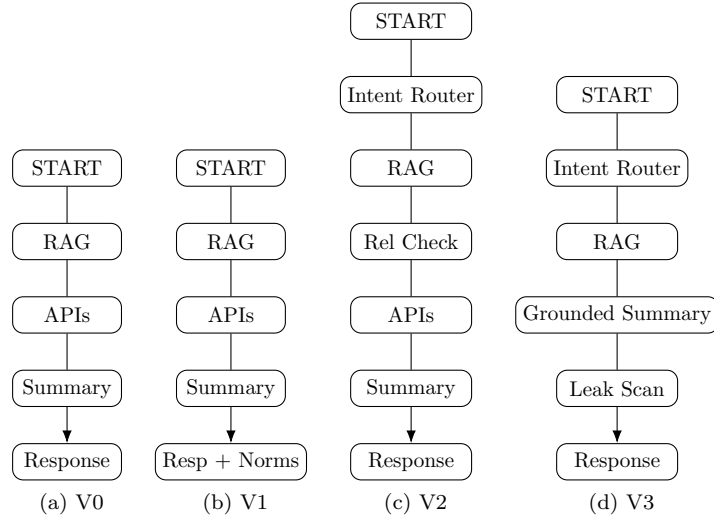 START
RAG
APIs
Summary
Response
(a) V0
START
RAG
APIs
Summary
Resp + Norms
(b) V1
START
Intent Router
RAG
Rel Check
APIs
Summary
Response
(c) V2
START
Intent Router
RAG
Grounded Summary
Leak Scan
Response
(d) V3